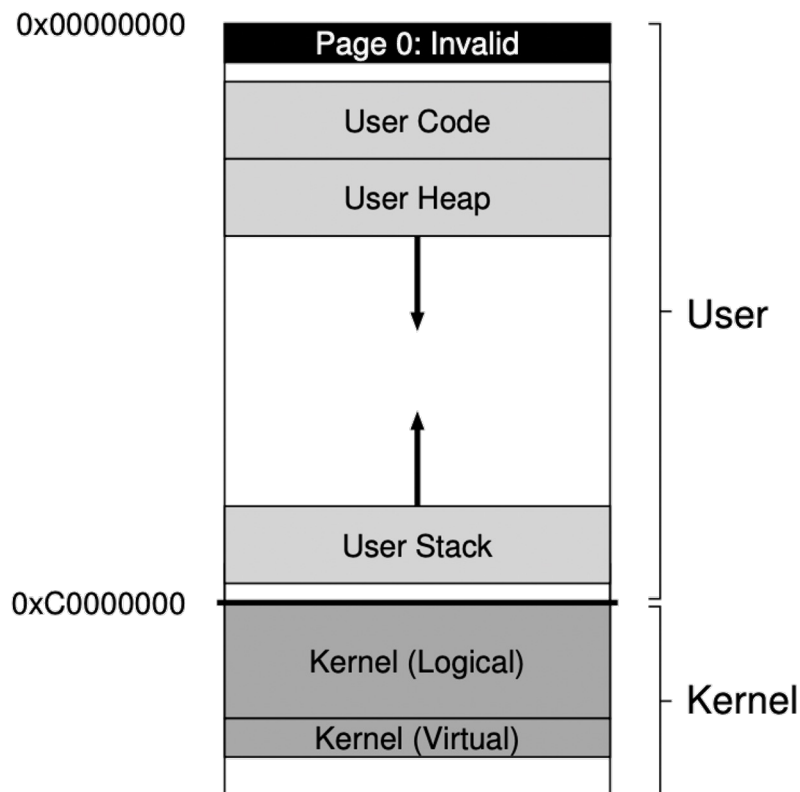 0x00000000
Page 0: Invalid
User Code
User Heap
User
User Stack
0xC0000000
Kernel (Logical)
Kernel
Kernel (Virtual)